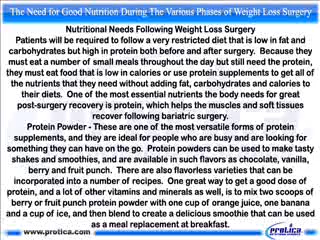 The Need for Good Nutrition During The Various Phases of Weight Loss Surgery
Nutritional Needs Following Weight Loss Surgery
Patients will be required to follow a very restricted diet that is low in fat and
carbohydrates but high in protein both before and after surgery. Because they
must eat a number of small meals throughout the day but still need the protein,
they must eat food that is low in calories or use protein supplements to get all of
the nutrients that they need without adding fat, carbohydrates and calories to
their diets. One of the most essential nutrients the body needs for great
post-surgery recovery is protein, which helps the muscles and soft tissues
recover following bariatric surgery.
Protein Powder - These are one of the most versatile forms of protein
supplements, and they are ideal for people who are busy and are looking for
something they can have on the go. Protein powders can be used to make tasty
shakes and smoothies, and are available in such flavors as chocolate, vanilla,
berry and fruit punch. There are also flavorless varieties that can be
incorporated into a number of recipes. One great way to get a good dose of
protein, and a lot of other vitamins and minerals as well, is to mix two scoops of
berry or fruit punch protein powder with one cup of orange juice, one banana
and a cup of ice, and then blend to create a delicious smoothie that can be used
as a meal replacement at breakfast.
www.protica.com
protica